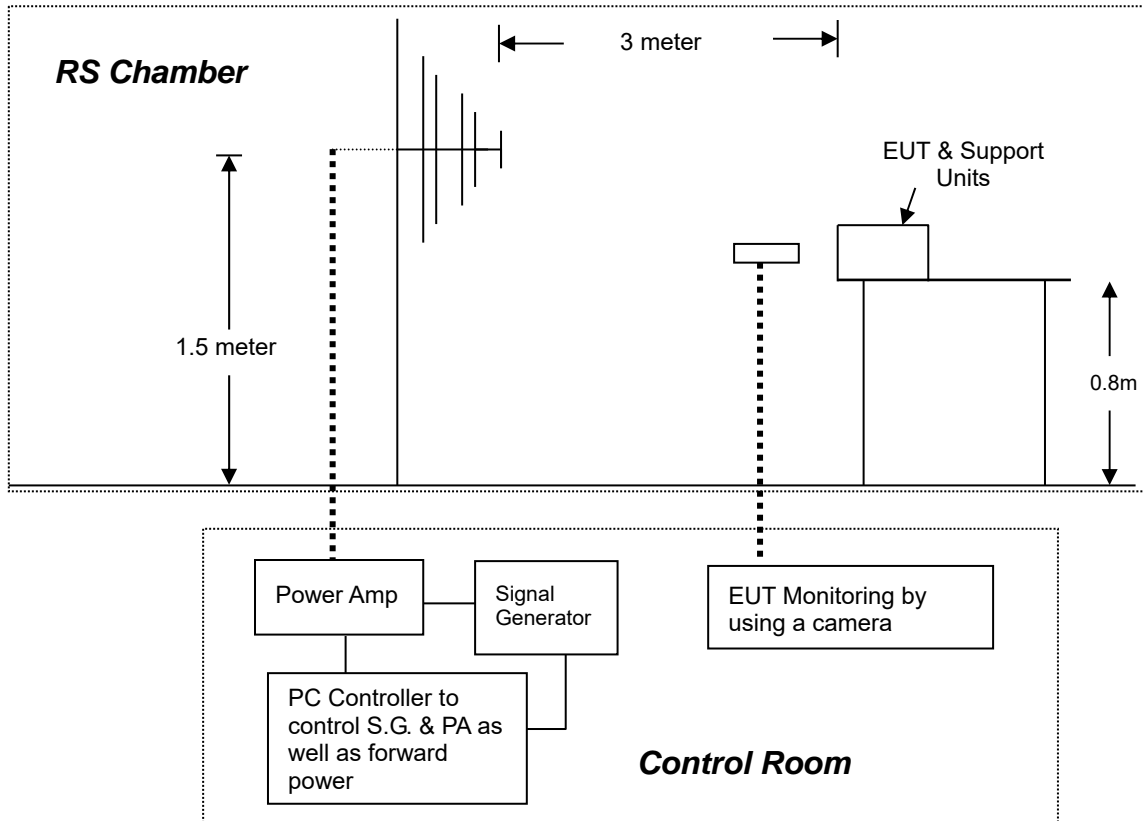 3 meter
RS Chamber
EUT & Support
Units
1.5 meter
0.8m
Power Amp
Signal
Generator
EUT Monitoring by
using a camera
PC Controller to
control S.G. & PA as
well as forward
power
Control Room